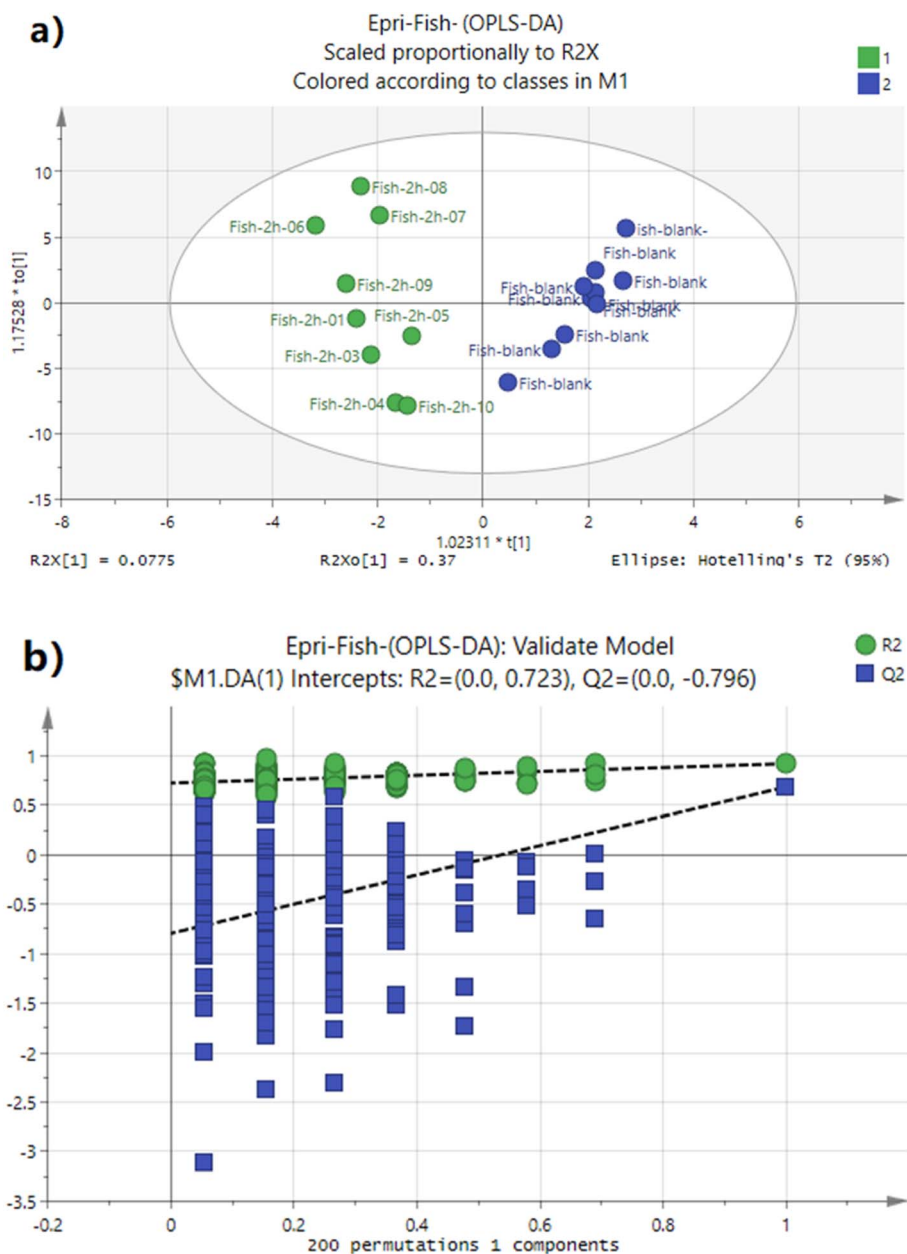 a)
Epri-Fish- (OPLS-DA)
Scaled proportionally to R2X
Colored according to classes in M1
1
2
1.17528 * to[1]
10
5
0
-5
-10
-15
Fish-2h-08
Fish-2h-07
Fish-2h-06
ish-blank-
Fish-blank
Fish-2h-09
Fish-blank
Fish-blank
Fish-blank
Fish-blank
Fish-blank
Fish-2h-01
Fish-2h-05
Fish-blank
Fish-2h-03
Fish-blank
Fish-2h-04
Fish-2h-10
Fish-blank
-8
-6
-4
-2
0
2
4
6
1.02311 * t[1]
R2X[1] = 0.0775
R2Xo[1] = 0.37
Ellipse: Hotelling's T2 (95%)
b)
Epri-Fish-(OPLS-DA): Validate Model
$M1.DA(1) Intercepts: R2=(0.0, 0.723), Q2=(0.0, -0.796)
R2
Q2
1
0.5
0
-0.5
-1
-1.5
-2
-2.5
-3
-3.5
-0.2
0
0.2
0.4
0.6
0.8
1
200 permutations 1 components